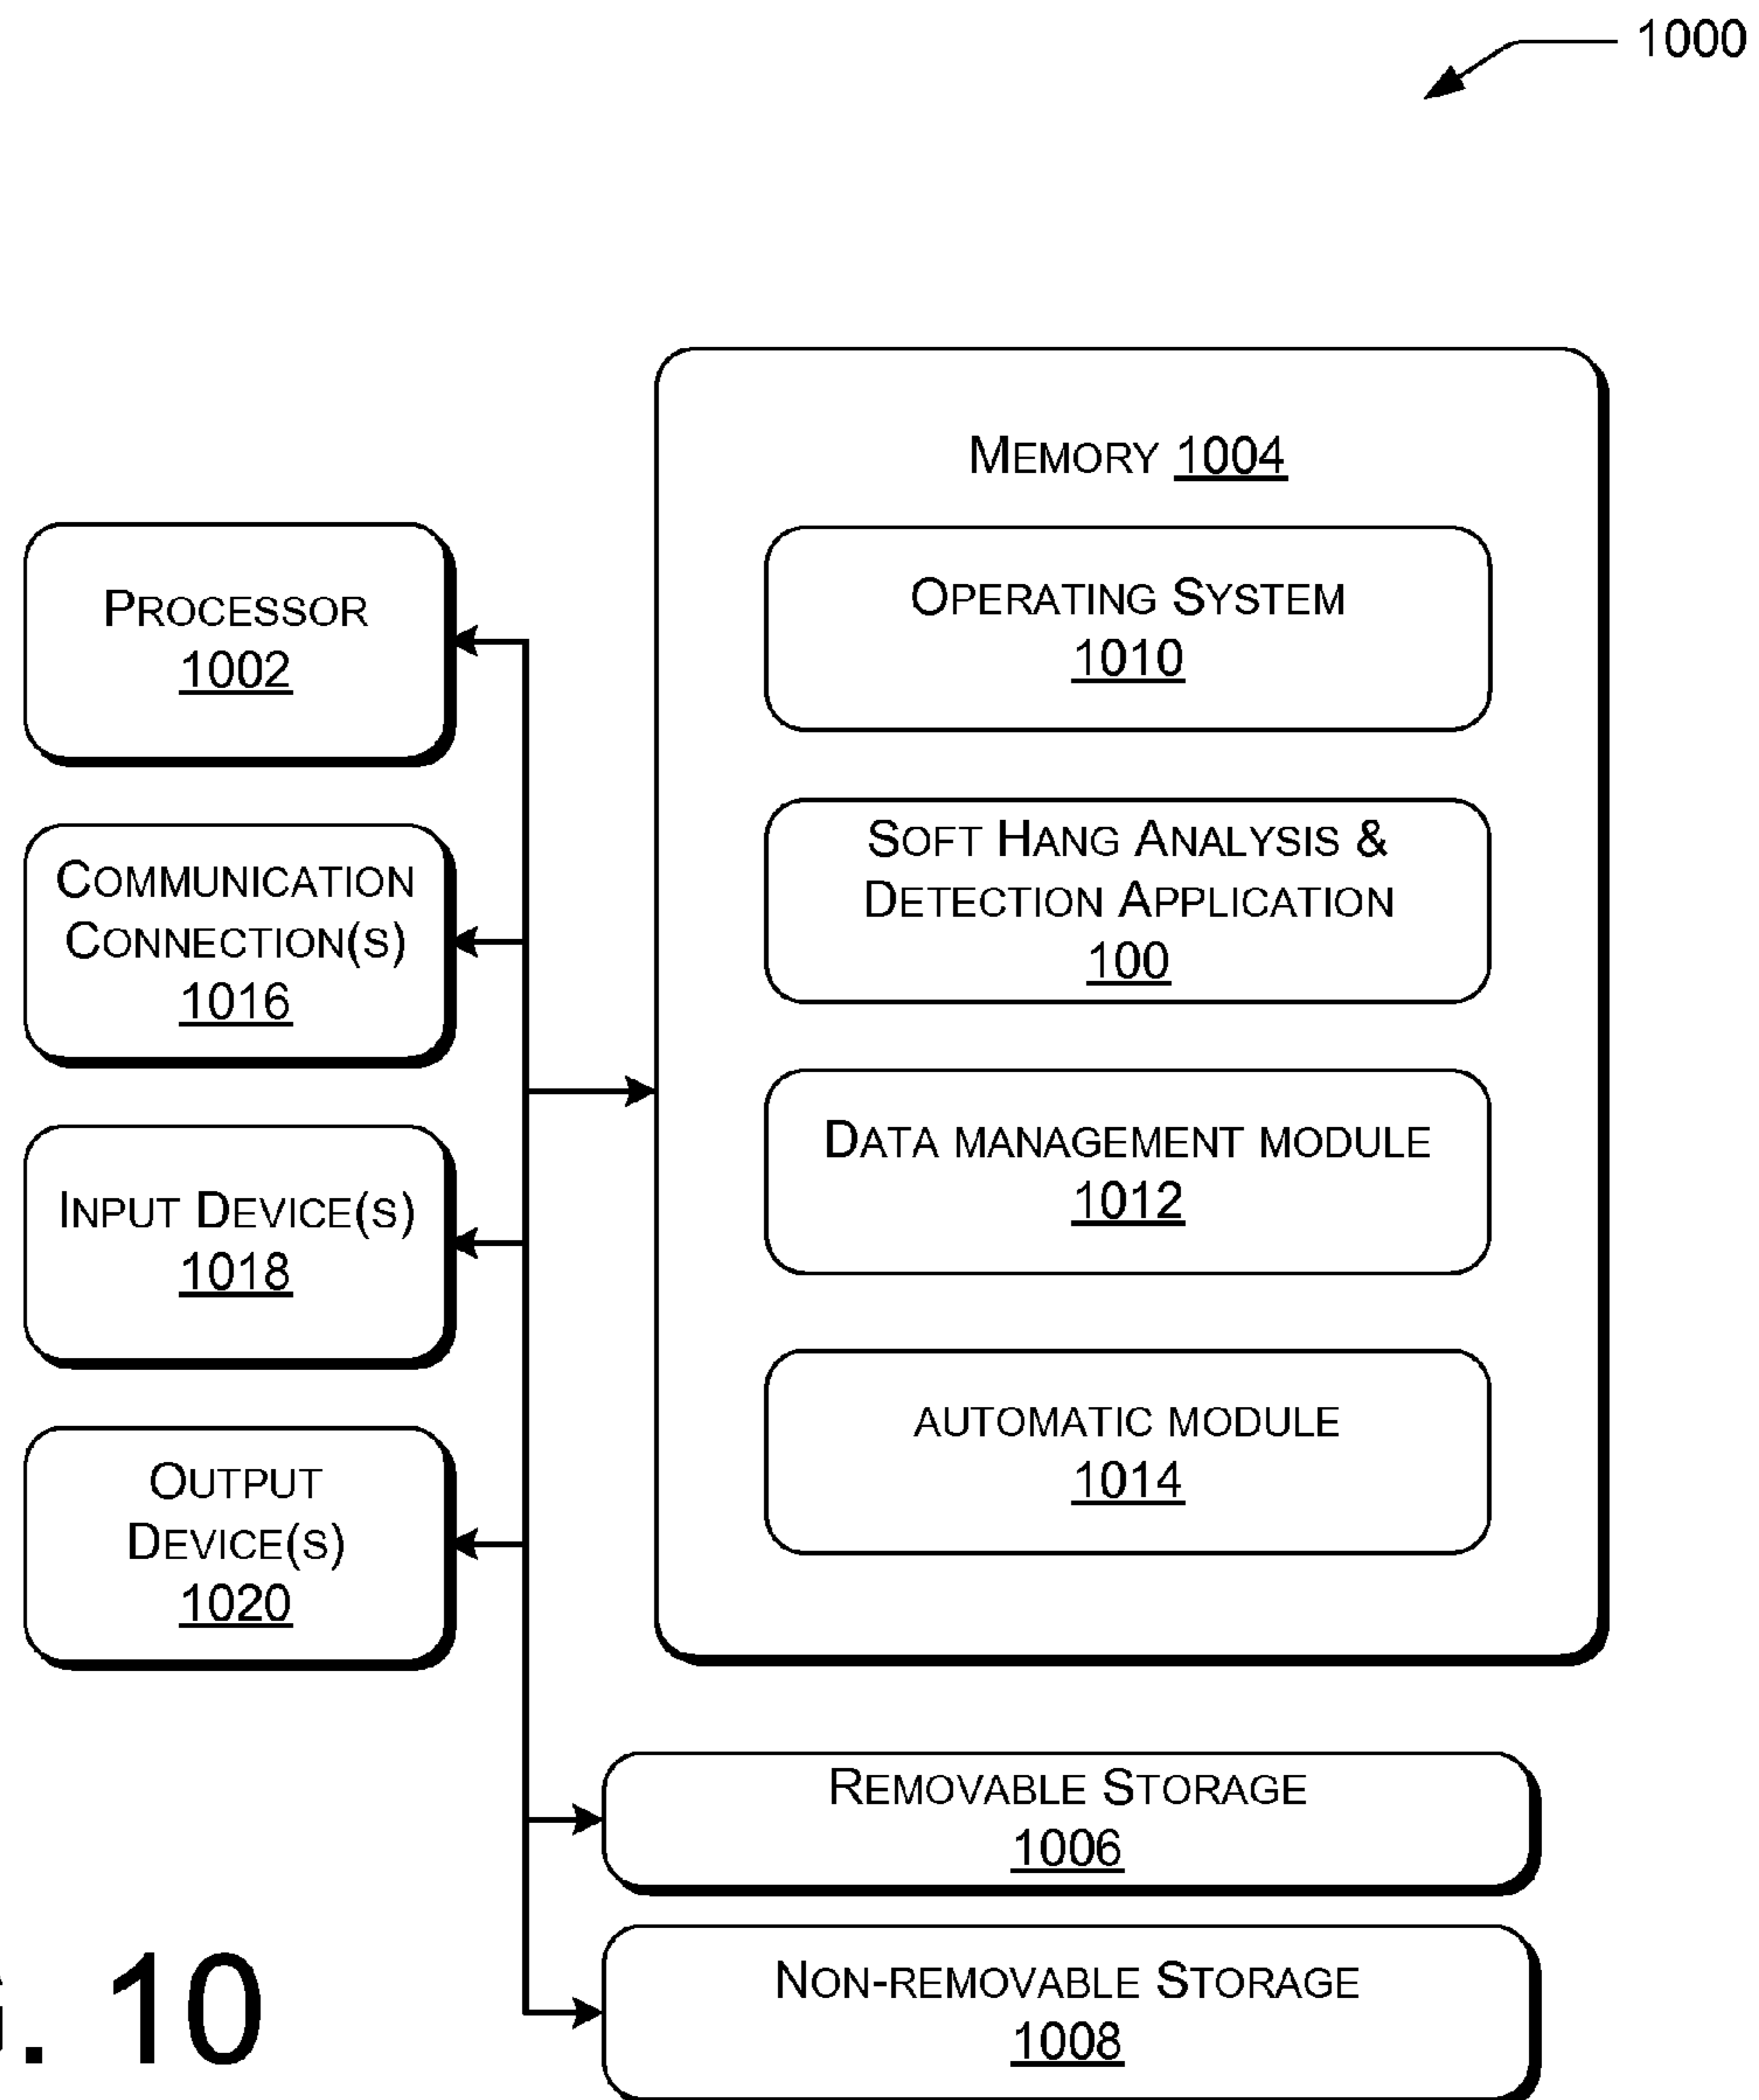 1000
MEMORY 1004
OPERATING SYSTEM
1010
SOFT HANG ANALYSIS &
DETECTION APPLICATION
100
DATA MANAGEMENT MODULE
1012
AUTOMATIC MODULE
1014
PROCESSOR
1002
COMMUNICATION
CONNECTION(S)
1016
INPUT DEVICE(S)
1018
OUTPUT
DEVICE(S)
1020
REMOVABLE STORAGE
1006
NON-REMOVABLE STORAGE
1008
. 10